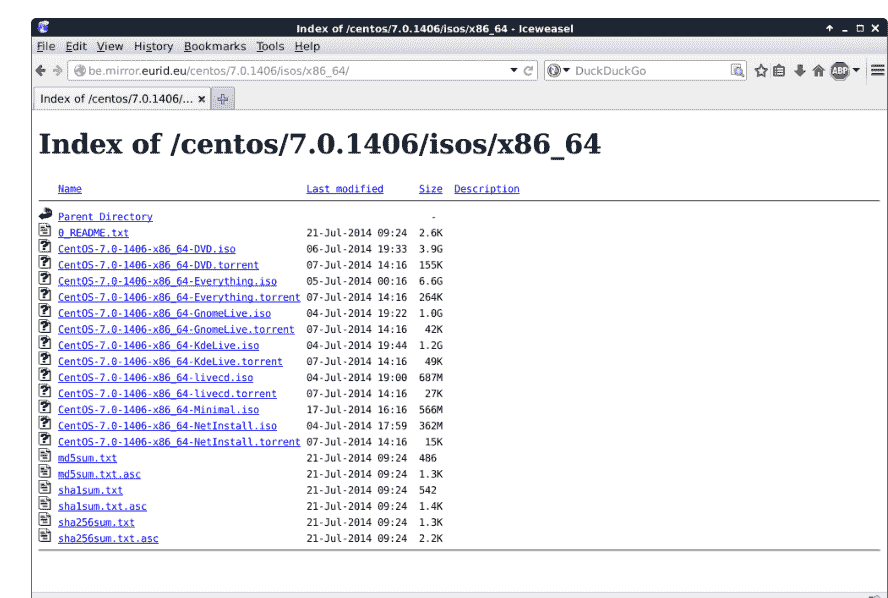 Index of /centos/7.0.1406/isos/x86_64 - Iceweasel
File Edit View History Bookmarks Tools Help
be.mirror.eurid.eu/centos/7.0.1406/isos/x86_64/ DuckDuckGo ABP
Index of /centos/7.0.1406/...
Index of /centos/7.0.1406/isos/x86_64
Name Last modified Size Description
Parent Directory -
0_README.txt 21-Jul-2014 09:24 2.6K
CentOS-7.0-1406-x86_64-DVD.iso 06-Jul-2014 19:33 3.9G
CentOS-7.0-1406-x86_64-DVD.torrent 07-Jul-2014 14:16 155K
CentOS-7.0-1406-x86_64-Everything.iso 05-Jul-2014 00:16 6.6G
CentOS-7.0-1406-x86_64-Everything.torrent 07-Jul-2014 14:16 264K
CentOS-7.0-1406-x86_64-GnomeLive.iso 04-Jul-2014 19:22 1.0G
CentOS-7.0-1406-x86_64-GnomeLive.torrent 07-Jul-2014 14:16 42K
CentOS-7.0-1406-x86_64-KdeLive.iso 04-Jul-2014 19:44 1.2G
CentOS-7.0-1406-x86_64-KdeLive.torrent 07-Jul-2014 14:16 49K
CentOS-7.0-1406-x86_64-livecd.iso 04-Jul-2014 19:00 687M
CentOS-7.0-1406-x86_64-livecd.torrent 07-Jul-2014 14:16 27K
CentOS-7.0-1406-x86_64-Minimal.iso 17-Jul-2014 16:16 566M
CentOS-7.0-1406-x86_64-NetInstall.iso 04-Jul-2014 17:59 362M
CentOS-7.0-1406-x86_64-NetInstall.torrent 07-Jul-2014 14:16 15K
md5sum.txt 21-Jul-2014 09:24 486
md5sum.txt.asc 21-Jul-2014 09:24 1.3K
sha1sum.txt 21-Jul-2014 09:24 542
sha1sum.txt.asc 21-Jul-2014 09:24 1.4K
sha256sum.txt 21-Jul-2014 09:24 1.3K
sha256sum.txt.asc 21-Jul-2014 09:24 2.2K